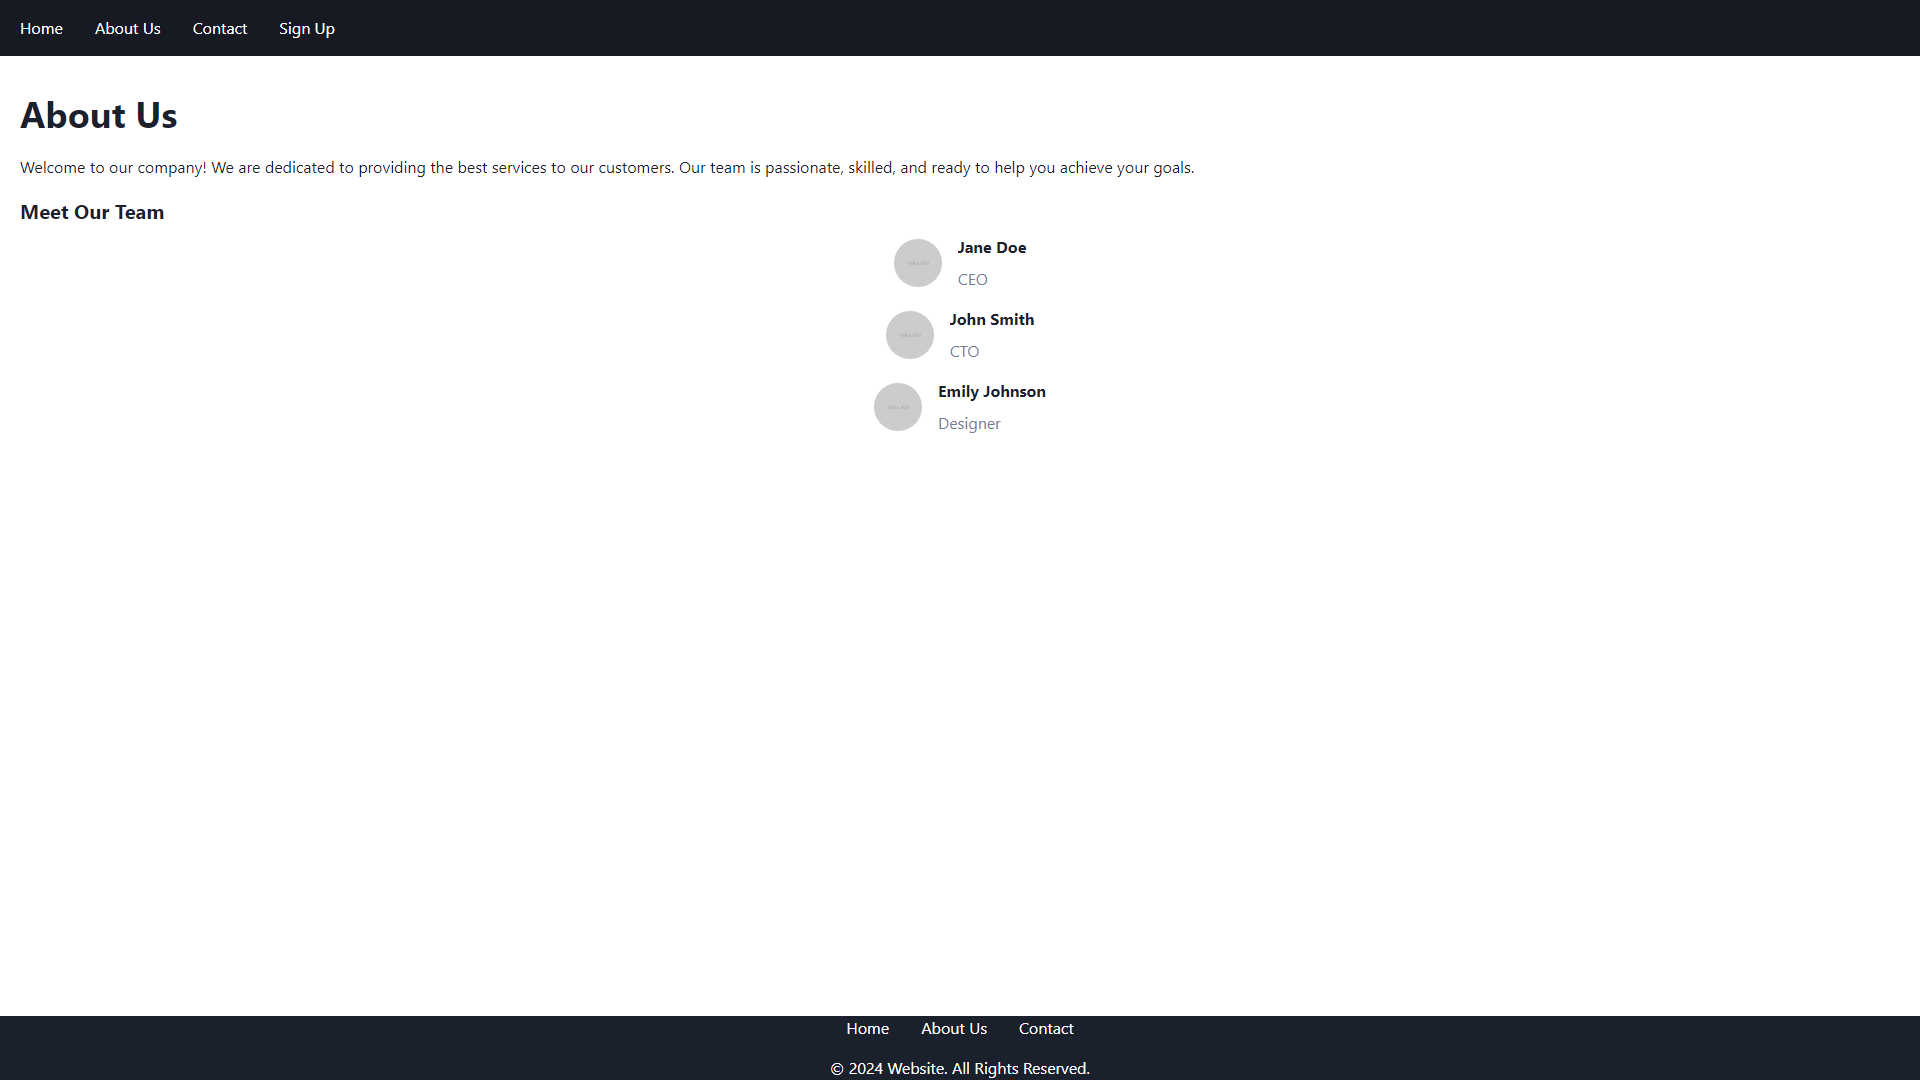 Home About Us Contact Sign Up
About Us
Welcome to our company! We are dedicated to providing the best services to our customers. Our team is passionate, skilled, and ready to help you achieve your goals.
Meet Our Team
Jane Doe
CEO
John Smith
CTO
Emily Johnson
Designer
Home About Us Contact
© 2024 Website. All Rights Reserved.